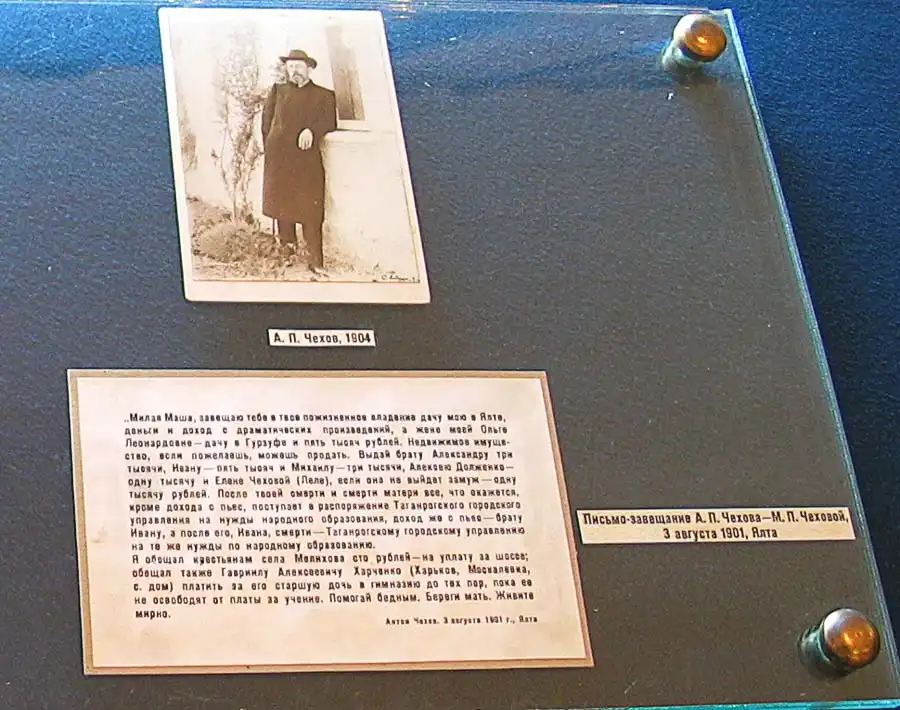 А. П. Чехов, 1904
„Милая Маша, завещаю тебе в твое пожизненное владение дачу мою в Ялте,
деньги и доход с драматических произведений, а жене моей Ольге
Леонардовне—дачу в Гурзуфе и пять тысяч рублей. Недвижимое имуще-
ство, если пожелаешь, можешь продать. Выдай брату Александру три
тысячи, Ивану—пять тысяч и Михаилу—три тысячи, Алексею Долженко—
одну тысячу и Елене Чеховой (Леле), если она не выйдет замуж—одну
тысячу рублей. После твоей смерти и смерти матери все, что окажется,
кроме дохода с пьес, поступает в распоряжение Таганрогского городского
управления на нужды народного образования, доход же с пьес—брату
Ивану, а после его, Ивана, смерти—Таганрогскому городскому управлению
на те же нужды по народному образованию.
Я обещал крестьянам села Мелихова сто рублей—на уплату за шоссе;
обещал также Гавриилу Алексеевичу Харченко (Харьков, Москалевка,
с. дом) платить за его старшую дочь в гимназию до тех пор, пока ее
не освободят от платы за учение. Помогай бедным. Береги мать. Живите
мирно.
Антон Чехов. 3 августа 1901 г., Ялта
Письмо-завещание А. П. Чехова—М. П. Чеховой,
3 августа 1901, Ялта